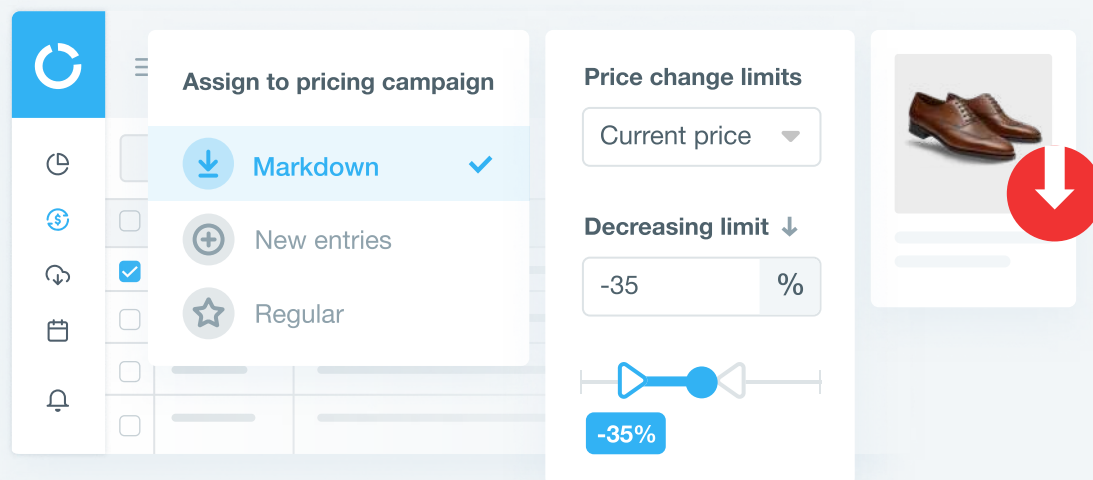 Assign to pricing campaign
Markdown
New entries
Regular
Price change limits
Current price
Decreasing limit
-35 %
-35%